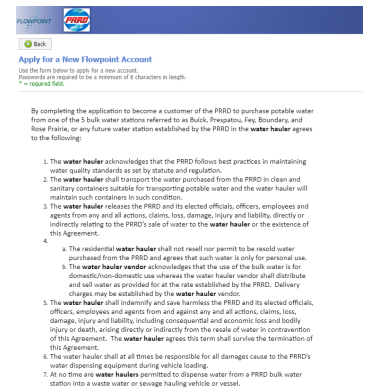 FLOWPOINT
PRRD
Back
Apply for a New Flowpoint Account
Use the form below to apply for a new account.
Passwords are required to be a minimum of 8 characters in length.
* = required field.
By completing the application to become a customer of the PRRD to purchase potable water
from one of the 5 bulk water stations referred to as Buick, Prespatou, Fey, Boundary, and
Rose Prairie, or any future water station established by the PRRD in the water hauler agrees
to the following:
1. The water hauler acknowledges that the PRRD follows best practices in maintaining
water quality standards as set by statute and regulation.
2. The water hauler shall transport the water purchased from the PRRD in clean and
sanitary containers suitable for transporting potable water and the water hauler will
maintain such containers in such condition.
3. The water hauler releases the PRRD and its elected officials, officers, employees and
agents from any and all actions, claims, loss, damage, injury and liability, directly or
indirectly relating to the PRRD's sale of water to the water hauler or the existence of
this Agreement.
4.
a. The residential water hauler shall not resell nor permit to be resold water
purchased from the PRRD and agrees that such water is only for personal use.
b. The water hauler vendor acknowledges that the use of the bulk water is for
domestic/non-domestic use whereas the water hauler vendor shall distribute
and sell water as provided for at the rate established by the PRRD. Delivery
charges may be established by the water hauler vendor.
5. The water hauler shall indemnify and save harmless the PRRD and its elected officials,
officers, employees and agents from and against any and all actions, claims, loss,
damage, injury and liability, including consequential and economic loss and bodily
injury or death, arising directly or indirectly from the resale of water in contravention
of this Agreement. The water hauler agrees this term shall survive the termination of
this Agreement.
6. The water hauler shall at all times be responsible for all damages cause to the PRRD's
water dispensing equipment during vehicle loading.
7. At no time are water haulers permitted to dispense water from a PRRD bulk water
station into a waste water or sewage hauling vehicle or vessel.